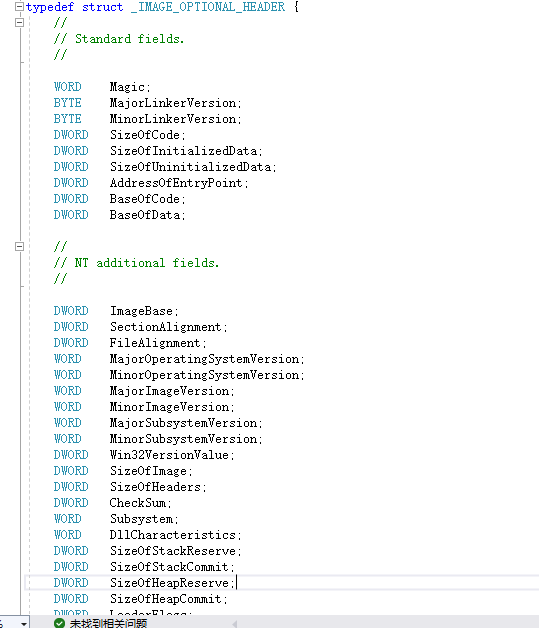 typedef struct _IMAGE_OPTIONAL_HEADER {
//
// Standard fields.
//
WORD Magic;
BYTE MajorLinkerVersion;
BYTE MinorLinkerVersion;
DWORD SizeOfCode;
DWORD SizeOfInitializedData;
DWORD SizeOfUninitializedData;
DWORD AddressOfEntryPoint;
DWORD BaseOfCode;
DWORD BaseOfData;
//
// NT additional fields.
//
DWORD ImageBase;
DWORD SectionAlignment;
DWORD FileAlignment;
WORD MajorOperatingSystemVersion;
WORD MinorOperatingSystemVersion;
WORD MajorImageVersion;
WORD MinorImageVersion;
WORD MajorSubsystemVersion;
WORD MinorSubsystemVersion;
DWORD Win32VersionValue;
DWORD SizeOfImage;
DWORD SizeOfHeaders;
DWORD CheckSum;
WORD Subsystem;
WORD DllCharacteristics;
DWORD SizeOfStackReserve;
DWORD SizeOfStackCommit;
DWORD SizeOfHeapReserve;
DWORD SizeOfHeapCommit;
DWORD LoaderFlags;
未找到相关问题